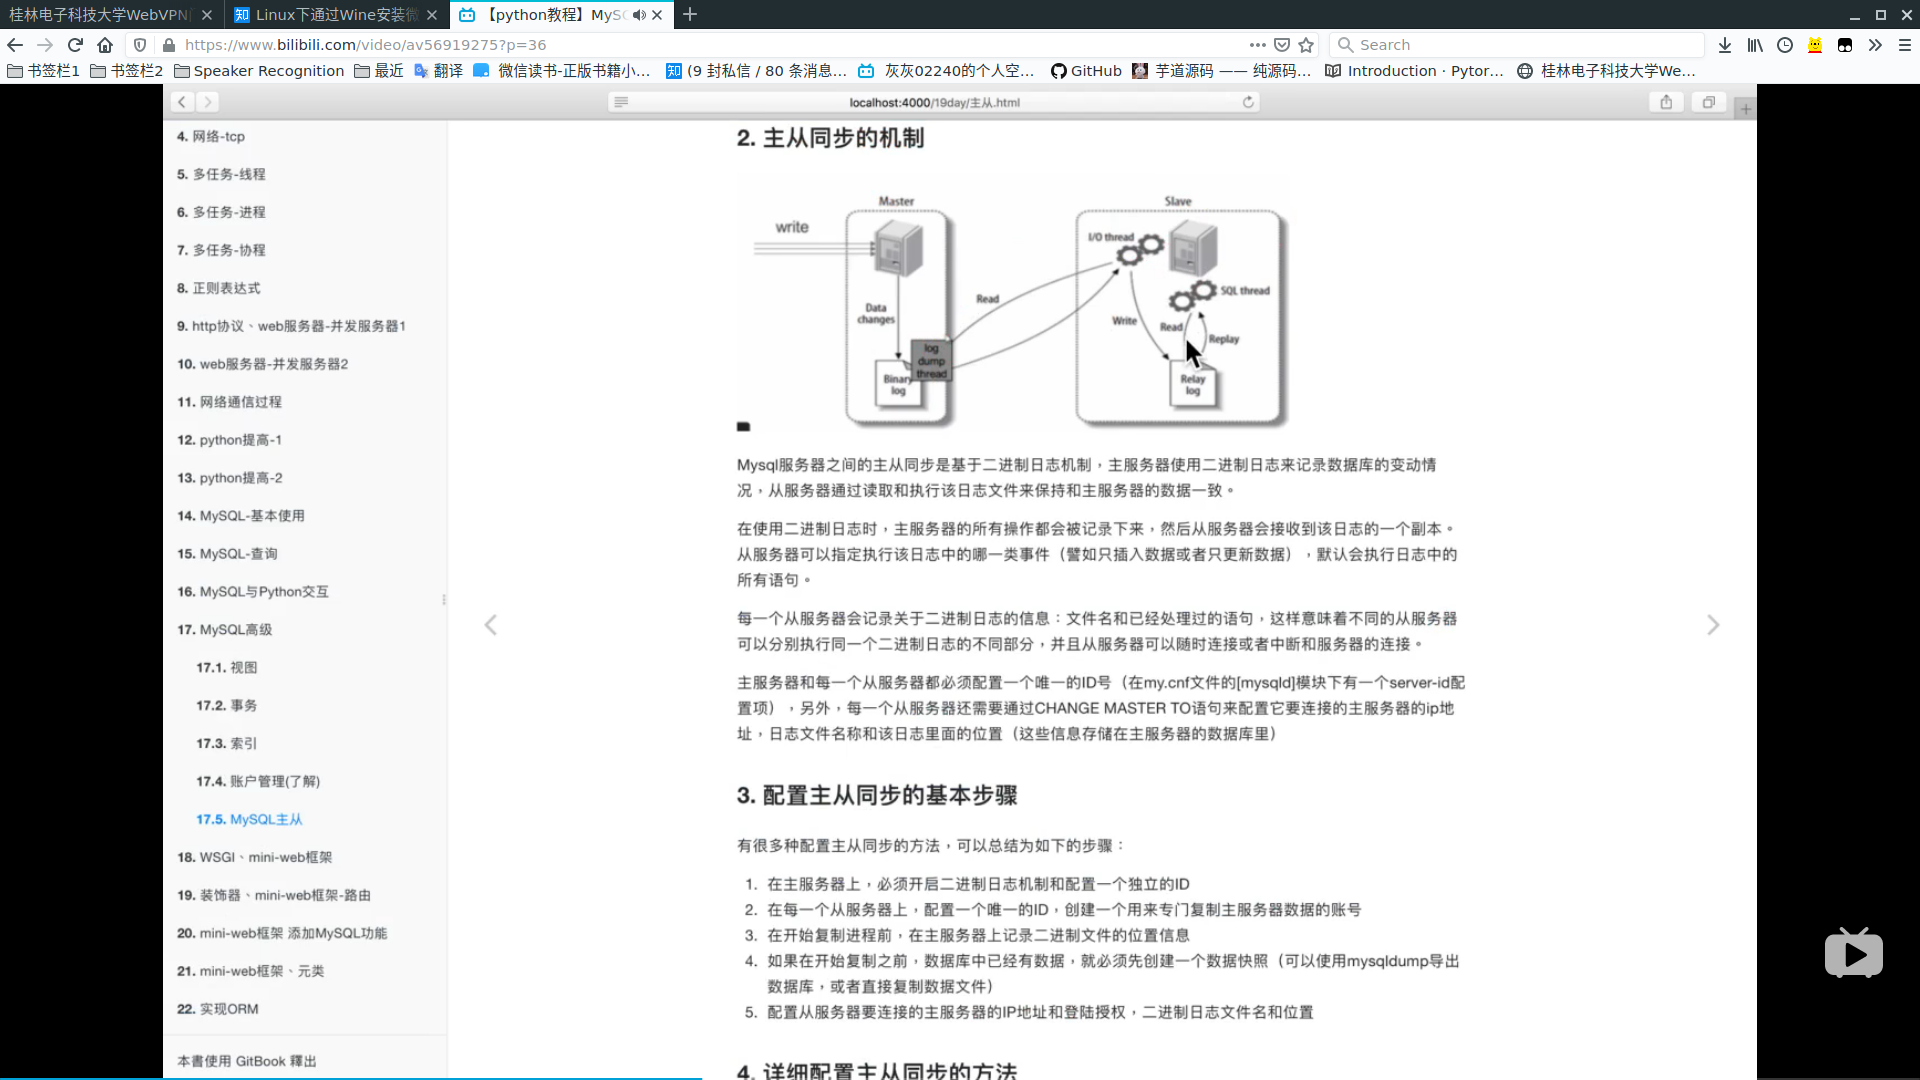 桂林电子科技大学WebVPN
Linux下通过Wine安装微
【python教程】MyS
https://www.bilibili.com/video/av56919275?p=36
Search
书签栏1
书签栏2
Speaker Recognition
最近
翻译
微信读书-正版书籍小…
(9 封私信 / 80 条消息…
灰灰02240的个人空…
GitHub
芋道源码 —— 纯源码…
Introduction · Pytor…
桂林电子科技大学We…
localhost:4000/19day/主从.html
4. 网络-tcp
5. 多任务-线程
6. 多任务-进程
7. 多任务-协程
8. 正则表达式
9. http协议、web服务器-并发服务器1
10. web服务器-并发服务器2
11. 网络通信过程
12. python提高-1
13. python提高-2
14. MySQL-基本使用
15. MySQL-查询
16. MySQL与Python交互
17. MySQL高级
17.1. 视图
17.2. 事务
17.3. 索引
17.4. 账户管理(了解)
17.5. MySQL主从
18. WSGI、mini-web框架
19. 装饰器、mini-web框架-路由
20. mini-web框架 添加MySQL功能
21. mini-web框架、元类
22. 实现ORM
本書使用 GitBook 釋出
2. 主从同步的机制
Master
Slave
write
I/O thread
SQL thread
Read
Data
changes
Write
Read
Replay
log
dump
thread
Binary
log
Relay
log
Mysql服务器之间的主从同步是基于二进制日志机制，主服务器使用二进制日志来记录数据库的变动情
况，从服务器通过读取和执行该日志文件来保持和主服务器的数据一致。
在使用二进制日志时，主服务器的所有操作都会被记录下来，然后从服务器会接收到该日志的一个副本。
从服务器可以指定执行该日志中的哪一类事件（譬如只插入数据或者只更新数据），默认会执行日志中的
所有语句。
每一个从服务器会记录关于二进制日志的信息：文件名和已经处理过的语句，这样意味着不同的从服务器
可以分别执行同一个二进制日志的不同部分，并且从服务器可以随时连接或者中断和服务器的连接。
主服务器和每一个从服务器都必须配置一个唯一的ID号（在my.cnf文件的[mysqld]模块下有一个server-id配
置项），另外，每一个从服务器还需要通过CHANGE MASTER TO语句来配置它要连接的主服务器的ip地
址，日志文件名称和该日志里面的位置（这些信息存储在主服务器的数据库里）
3. 配置主从同步的基本步骤
有很多种配置主从同步的方法，可以总结为如下的步骤：
1. 在主服务器上，必须开启二进制日志机制和配置一个独立的ID
2. 在每一个从服务器上，配置一个唯一的ID，创建一个用来专门复制主服务器数据的账号
3. 在开始复制进程前，在主服务器上记录二进制文件的位置信息
4. 如果在开始复制之前，数据库中已经有数据，就必须先创建一个数据快照（可以使用mysqldump导出
数据库，或者直接复制数据文件）
5. 配置从服务器要连接的主服务器的IP地址和登陆授权，二进制日志文件名和位置
4. 详细配置主从同步的方法